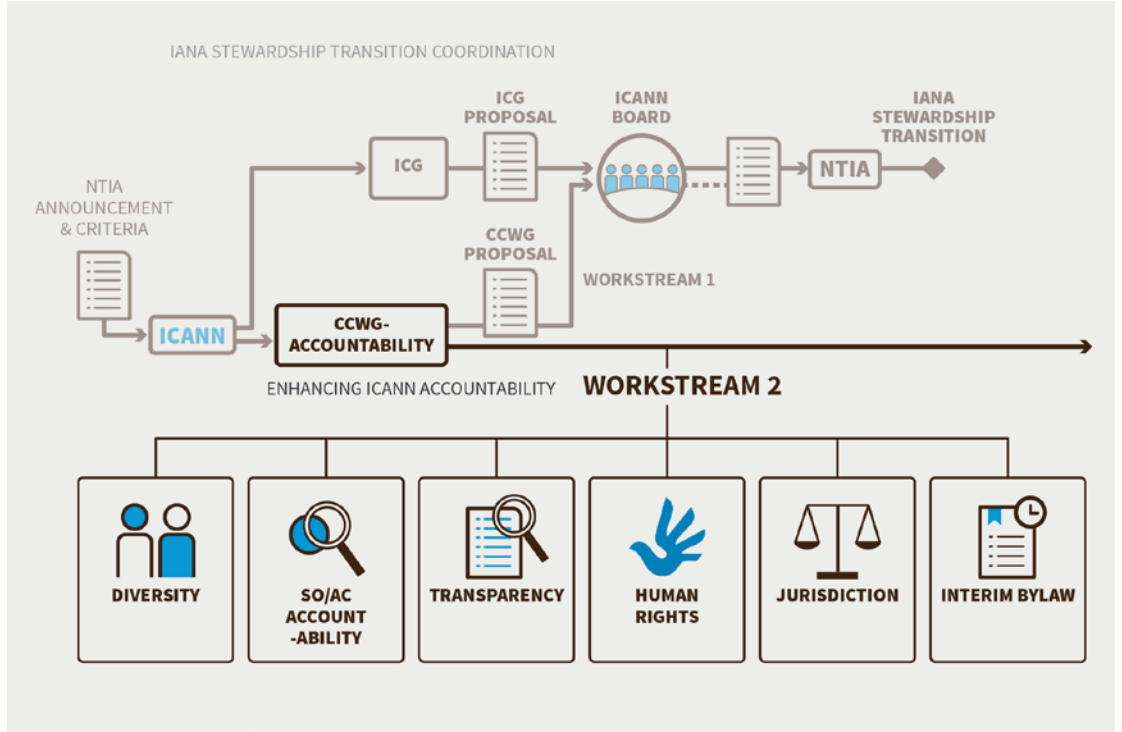 IANA STEWARDSHIP TRANSITION COORDINATION
ICG
PROPOSAL
ICANN
BOARD
IANA
STEWARDSHIP
TRANSITION
ICG
NTIA
NTIA
ANNOUNCEMENT
& CRITERIA
CCWG
PROPOSAL
WORKSTREAM 1
ICANN
CCWG-
ACCOUNTABILITY
ENHANCING ICANN ACCOUNTABILITY
WORKSTREAM 2
DIVERSITY
SO/AC
ACCOUNT
-ABILITY
TRANSPARENCY
HUMAN
RIGHTS
JURISDICTION
INTERIM BYLAW